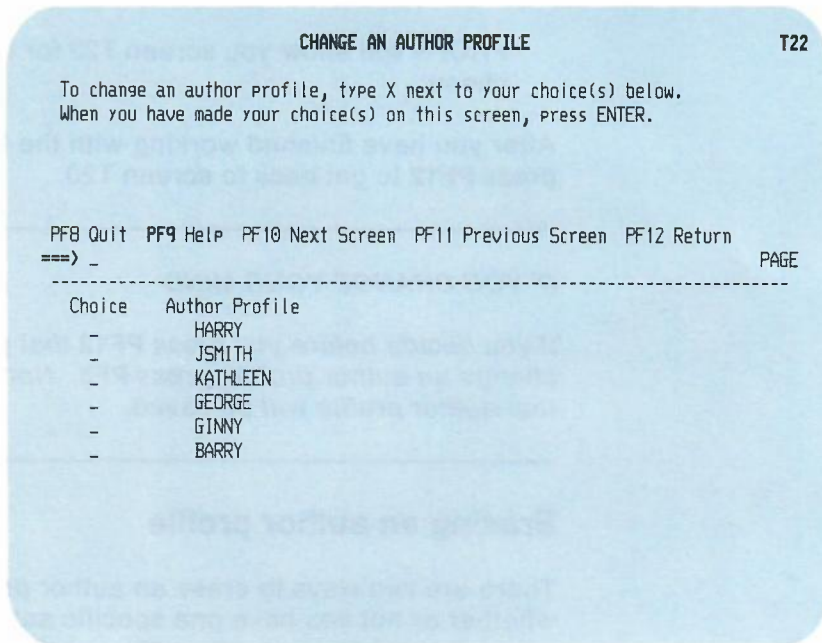 CHANGE AN AUTHOR PROFILE T22
To change an author profile, type X next to your choice(s) below.
When you have made your choice(s) on this screen, press ENTER.
PF8 Quit PF9 Help PF10 Next Screen PF11 Previous Screen PF12 Return
===> _ PAGE
Choice Author Profile
_ HARRY
_ JSMITH
_ KATHLEEN
_ GEORGE
_ GINNY
_ BARRY